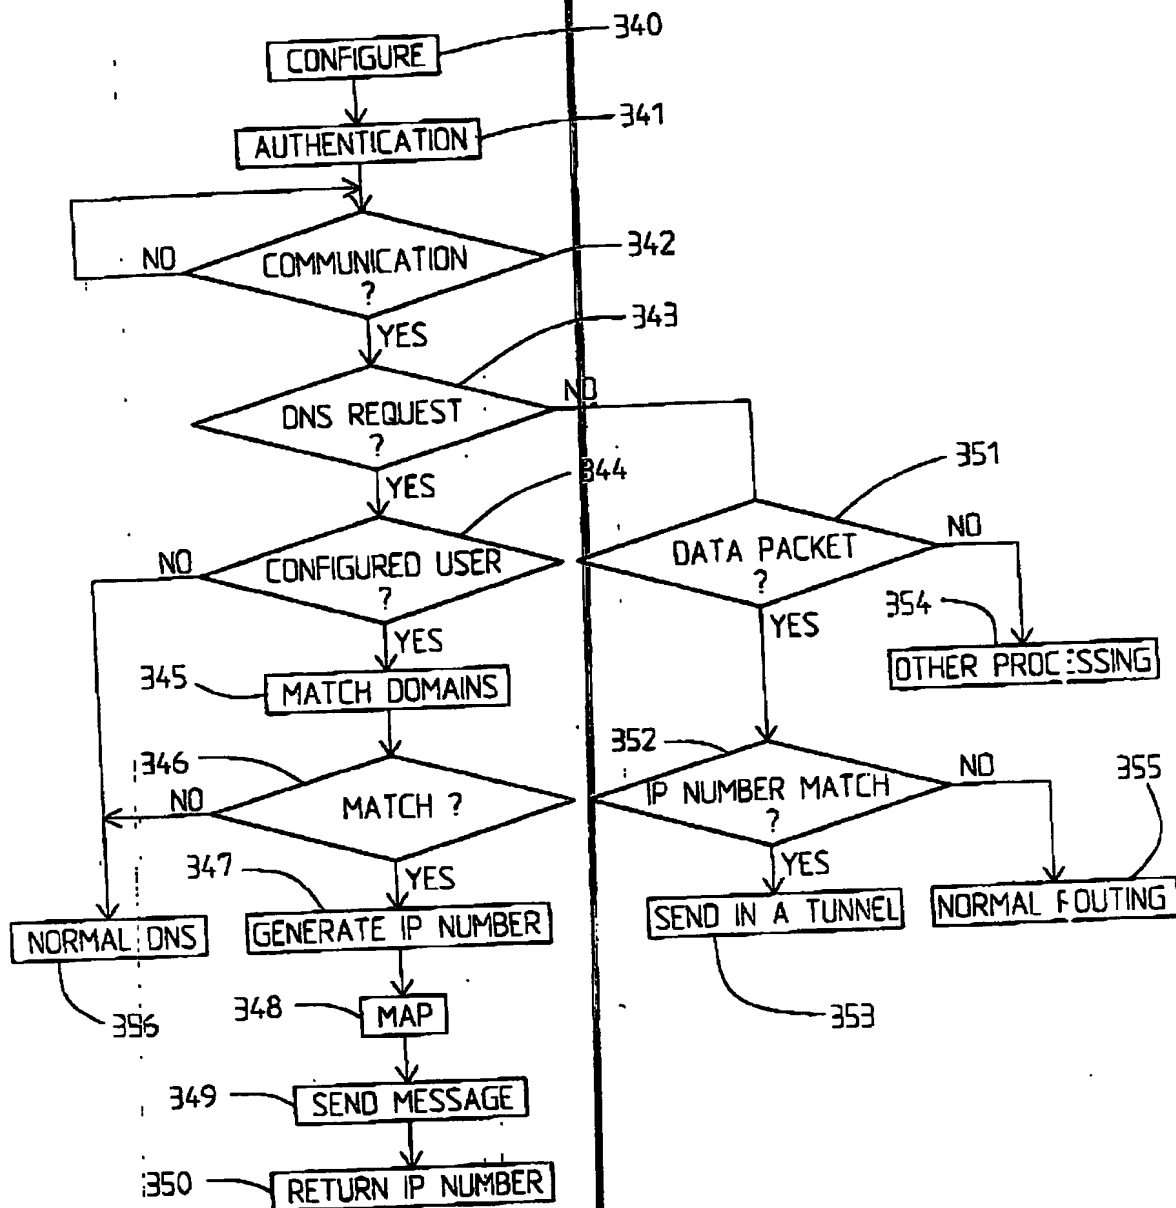 CONFIGURE
340
AUTHENTICATION
341
NO
COMMUNICATION
?
342
YES
343
DNS REQUEST
?
NO
YES
344
351
NO
CONFIGURED USER
?
DATA PACKET
?
NO
YES
YES
354
OTHER PROCESSING
345
MATCH DOMAINS
346
352
NO
MATCH ?
IP NUMBER MATCH
?
NO
355
347
YES
YES
NORMAL DNS
GENERATE IP NUMBER
SEND IN A TUNNEL
NORMAL ROUTING
356
348
MAP
353
349
SEND MESSAGE
350
RETURN IP NUMBER